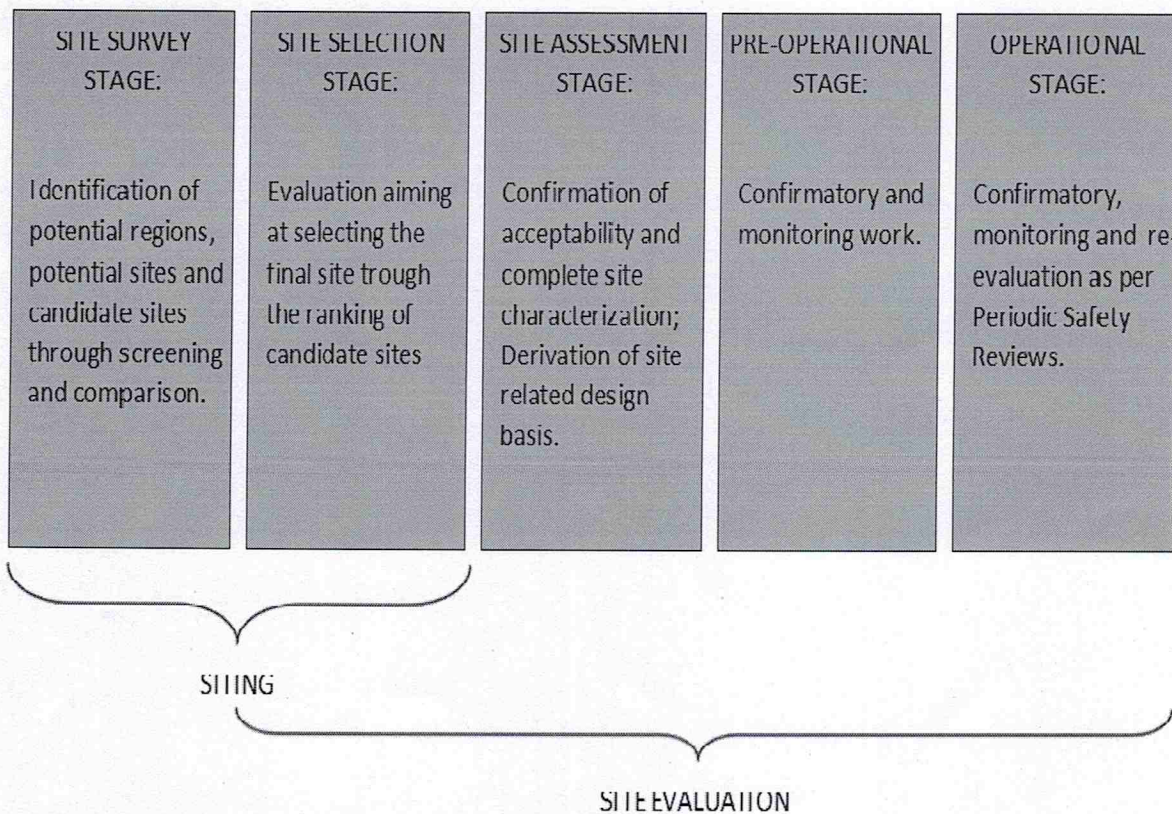 SITE SURVEY
STAGE:
Identification of
potential regions,
potential sites and
candidate sites
through screening
and comparison.
SITE SELECTION
STAGE:
Evaluation aiming
at selecting the
final site trough
the ranking of
candidate sites
SITE ASSESSMENT
STAGE:
Confirmation of
acceptability and
complete site
characterization;
Derivation of site
related design
basis.
PRE-OPERATIONAL
STAGE:
Confirmatory and
monitoring work.
OPERATIONAL
STAGE:
Confirmatory,
monitoring and re-
evaluation as per
Periodic Safety
Reviews.
SITING
SITE EVALUATION